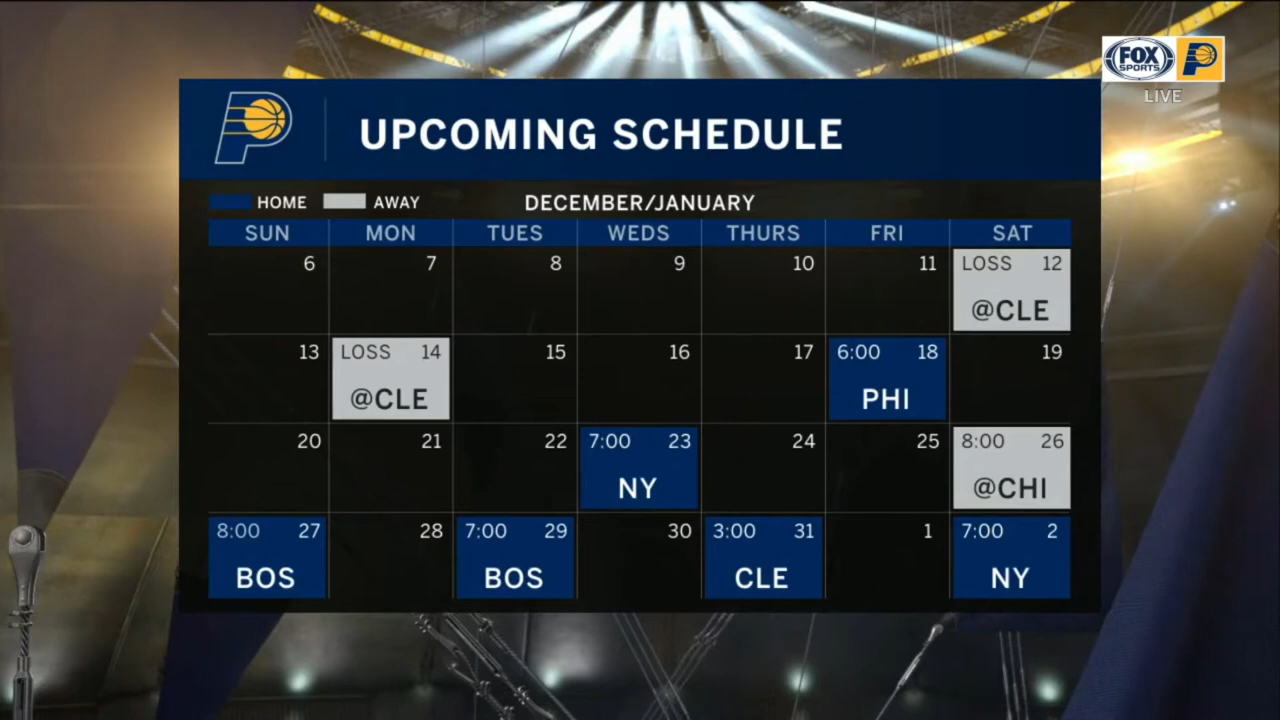 FOX
SPORTS
LIVE
UPCOMING SCHEDULE
HOME AWAY DECEMBER/JANUARY
SUN MON TUES WEDS THURS FRI SAT
6 7 8 9 10 11 LOSS 12
@CLE
13 LOSS 14 15 16 17 6:00 18 19
@CLE PHI
20 21 22 7:00 23 24 25 8:00 26
NY @CHI
8:00 27 28 7:00 29 30 3:00 31 1 7:00 2
BOS BOS CLE NY